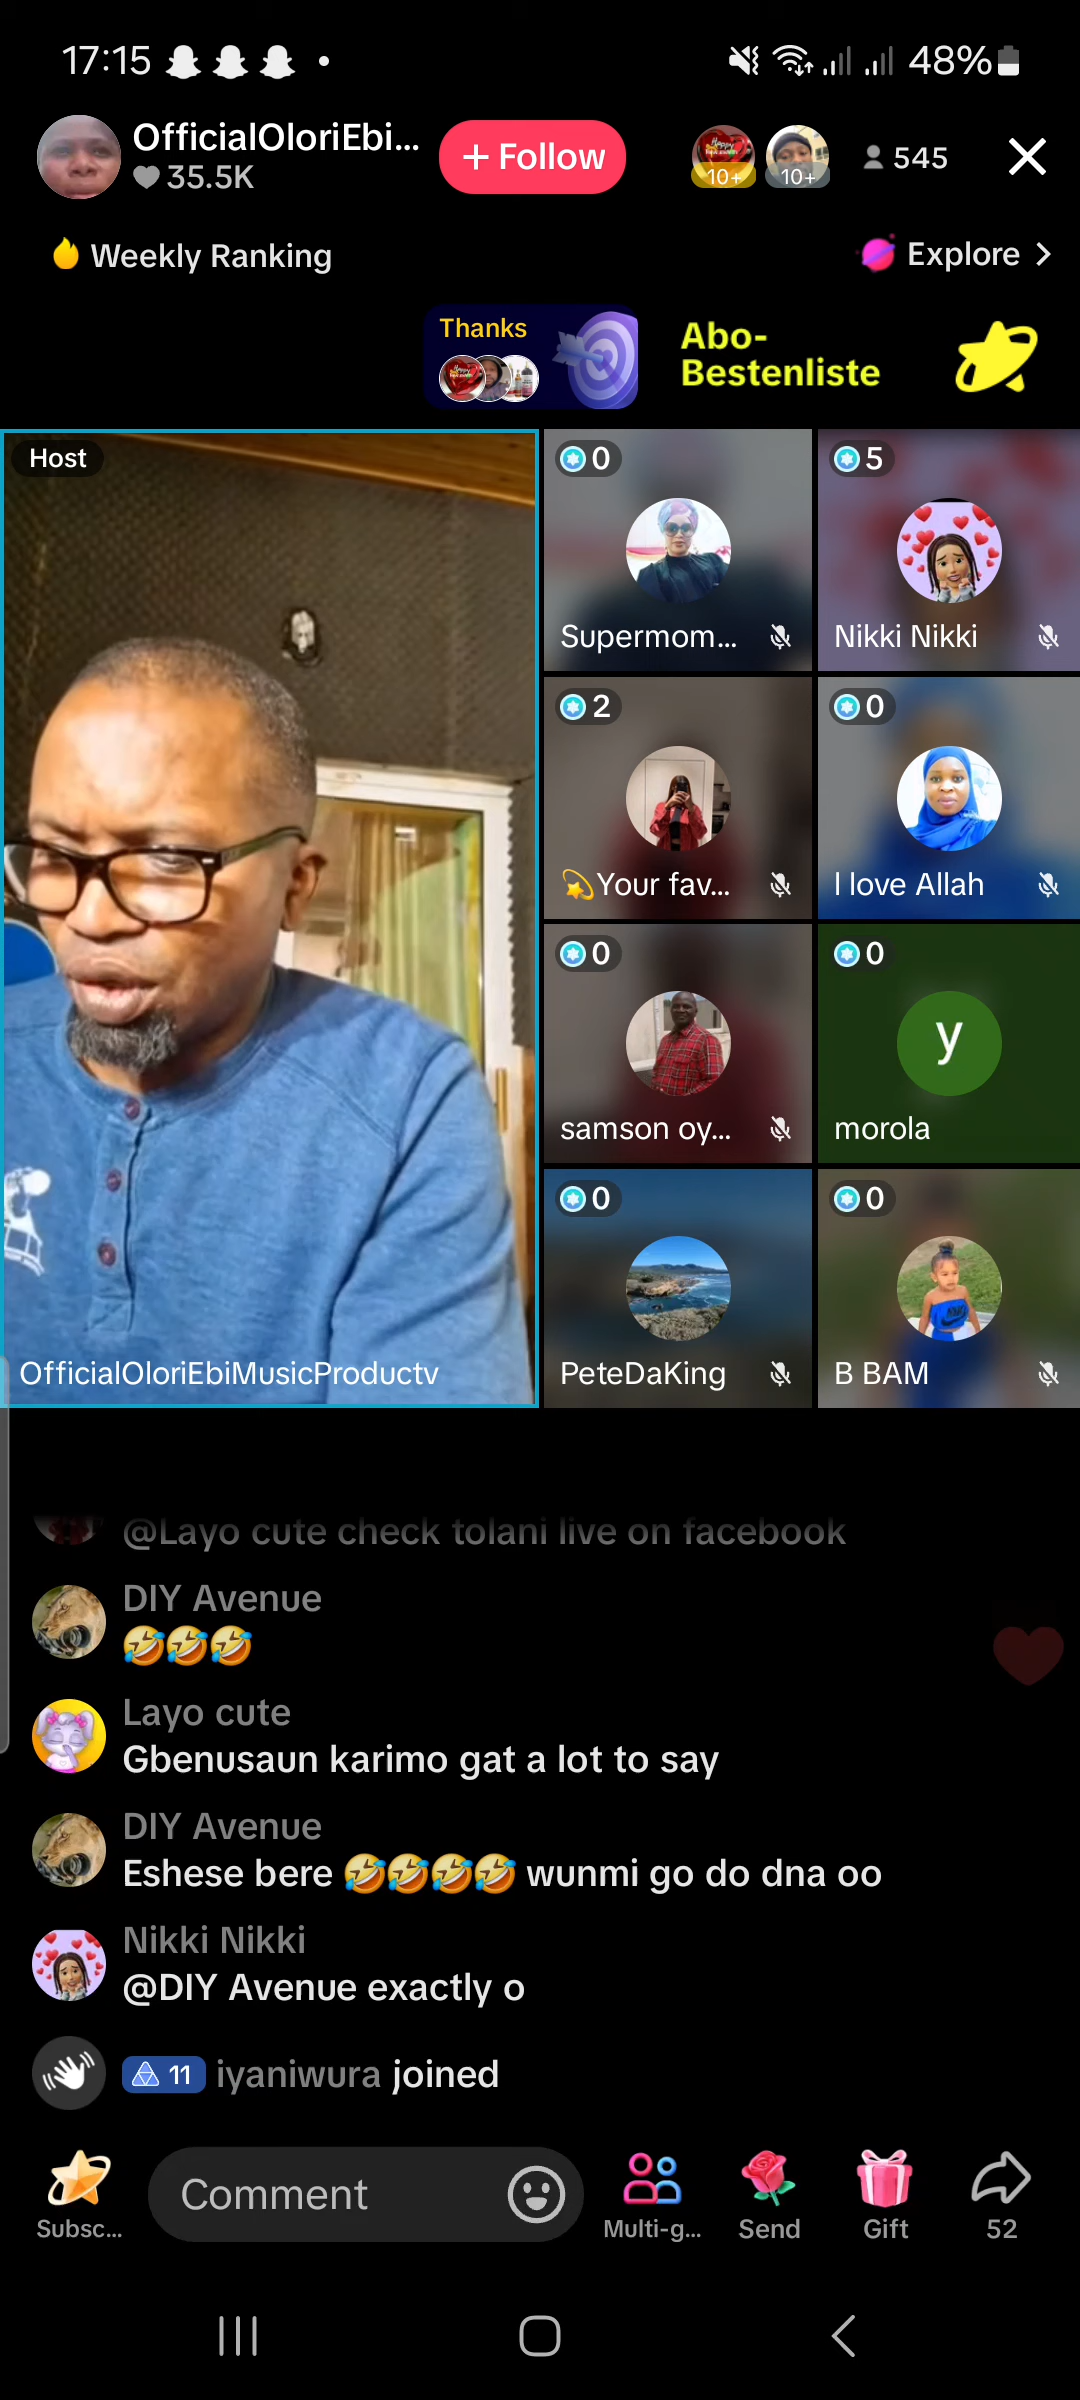 17:15
48%
OfficialOloriEbi...
35.5K
+ Follow
10+
10+
545
Weekly Ranking
Explore >
Thanks
Abo-
Bestenliste
Host
OfficialOloriEbiMusicProductv
0
Supermom...
5
Nikki Nikki
2
Your fav...
0
I love Allah
0
samson oy...
0
y
morola
0
PeteDaKing
0
B BAM
@Layo cute check tolani live on facebook
DIY Avenue
🤣🤣🤣
Layo cute
Gbenusaun karimo gat a lot to say
DIY Avenue
Eshese bere 🤣🤣🤣🤣 wunmi go do dna oo
Nikki Nikki
@DIY Avenue exactly o
11 iyaniwura joined
Comment
Subsc...
Multi-g...
Send
Gift
52